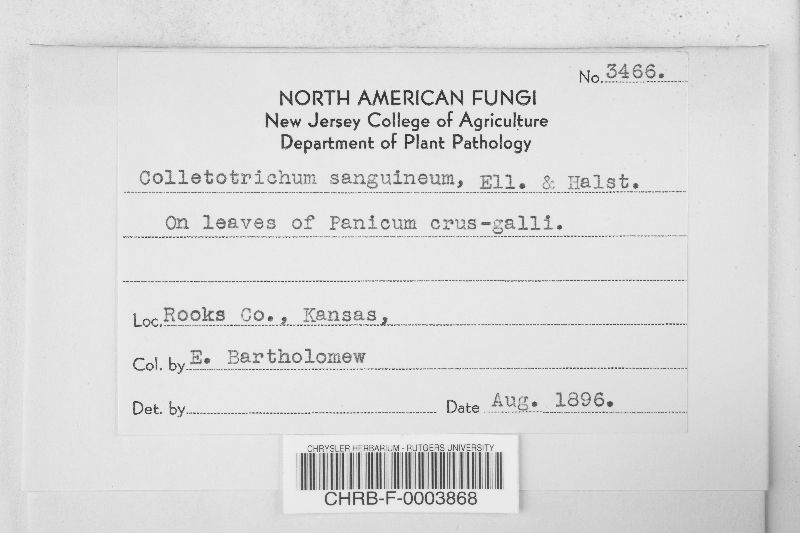 No. 3466.
NORTH AMERICAN FUNGI
New Jersey College of Agriculture
Department of Plant Pathology
Colletotrichum sanguineum, Ell. & Halst.
On leaves of Panicum crus-galli.
Loc. Rooks Co., Kansas,
Col. by E. Bartholomew
Det. by Date Aug. 1896.
CHRYSLER HERBARIUM - RUTGERS UNIVERSITY
CHRB-F-0003868